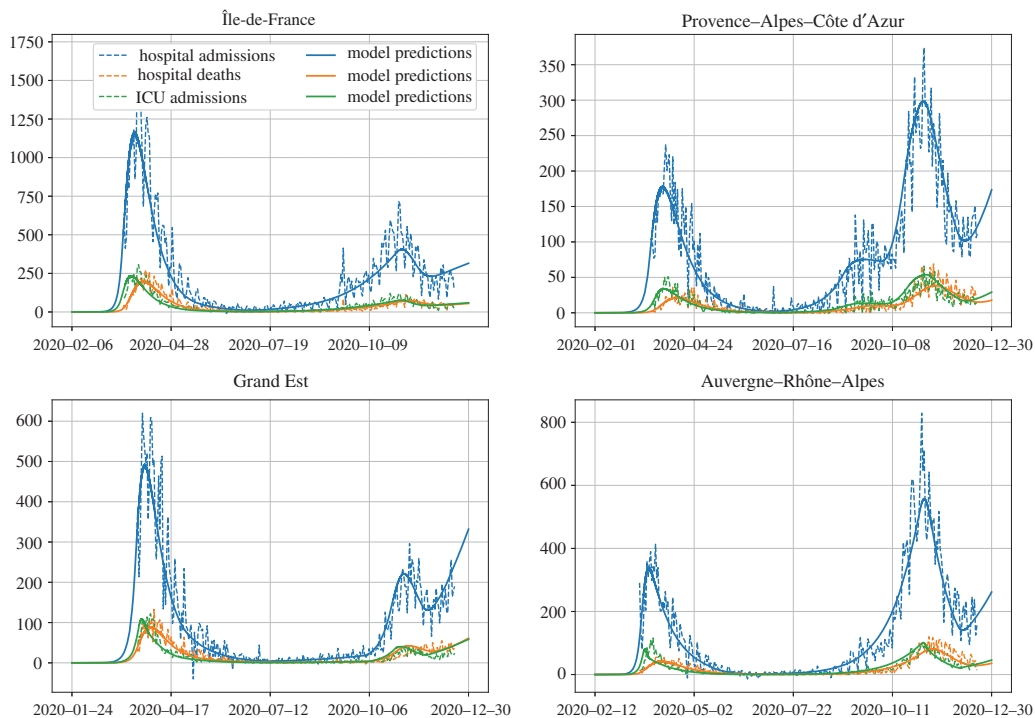 Île-de-France
1750
1500
1250
1000
750
500
250
0
hospital admissions
hospital deaths
ICU admissions
model predictions
model predictions
model predictions
2020–02–06 2020–04–28 2020–07–19 2020–10–09
Provence–Alpes–Côte d′Azur
350
300
250
200
150
100
50
0
2020–02–01 2020–04–24 2020–07–16 2020–10–08 2020–12–30
Grand Est
600
500
400
300
200
100
0
2020–01–24 2020–04–17 2020–07–12 2020–10–06 2020–12–30
Auvergne–Rhône–Alpes
800
600
400
200
0
2020–02–12 2020–05–02 2020–07–22 2020–10–11 2020–12–30